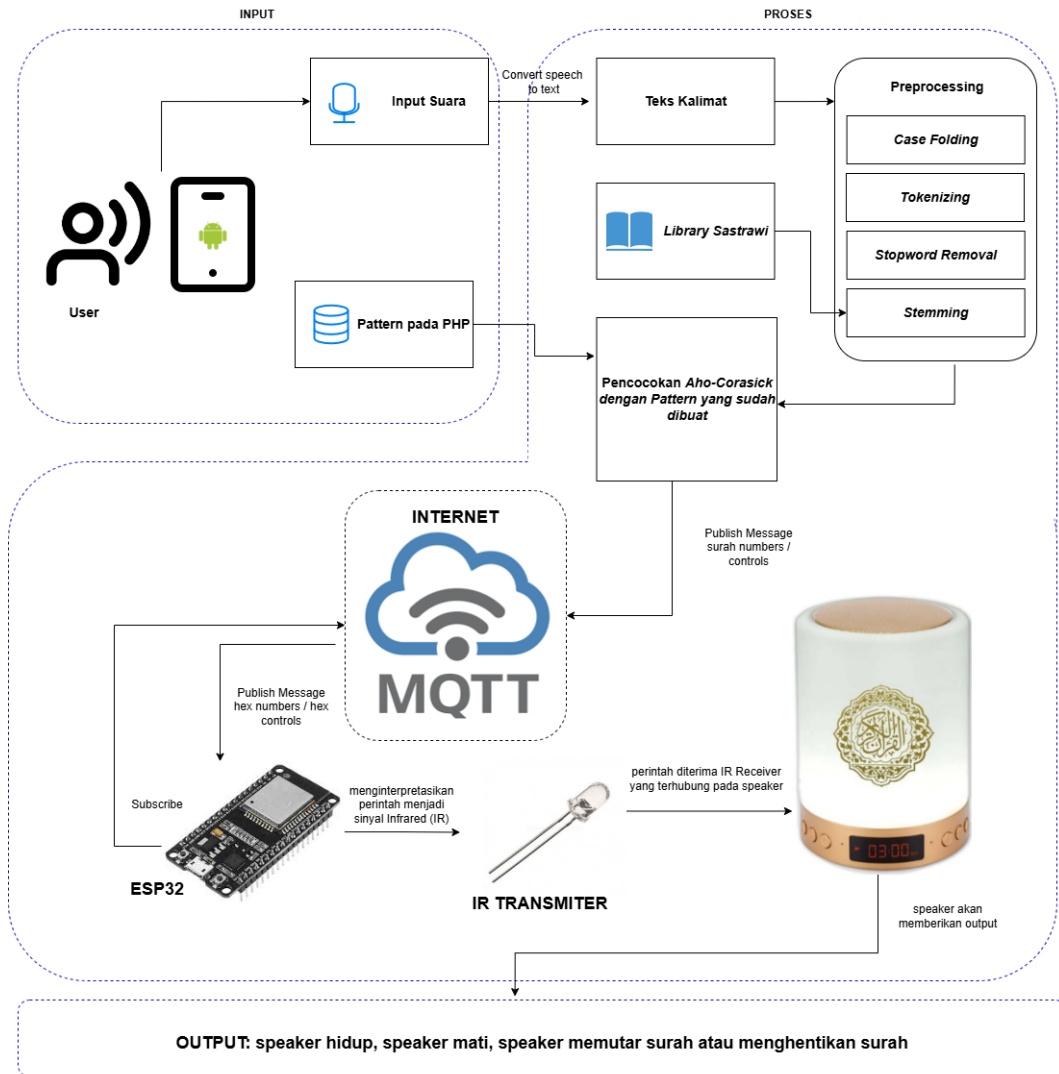 INPUT
PROSES
Input Suara
Convert speech
to text
Teks Kalimat
Preprocessing
Case Folding
Tokenizing
Stopword Removal
Stemming
Library Sastrawi
User
Pattern pada PHP
Pencocokan Aho-Corasick
dengan Pattern yang sudah
dibuat
Publish Message
surah numbers /
controls
INTERNET
MQTT
Publish Message
hex numbers / hex
controls
Subscribe
ESP32
menginterpretasikan
perintah menjadi
sinyal Infrared (IR)
IR TRANSMITER
perintah diterima IR Receiver
yang terhubung pada speaker
القرآن الكريم
03:00
speaker akan
memberikan output
OUTPUT: speaker hidup, speaker mati, speaker memutar surah atau menghentikan surah